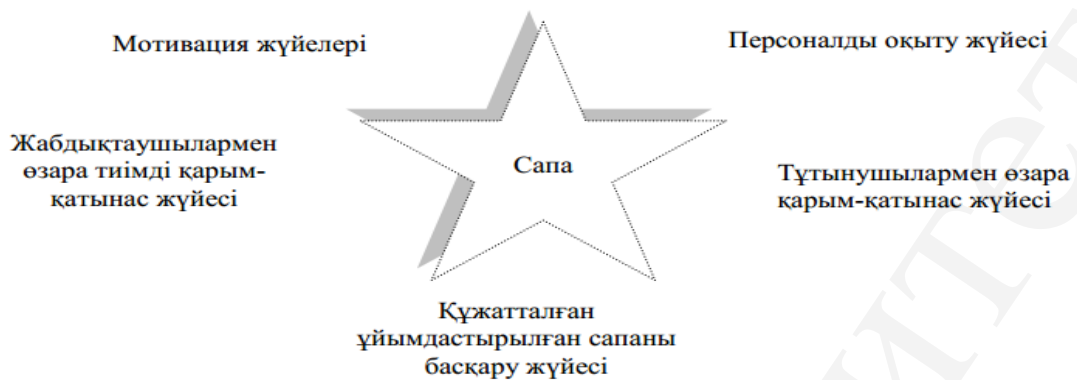 Мотивация жүйелері
Персоналды оқыту жүйесі
Жабдықтаушылармен
өзара тиімді қарым-
қатынас жүйесі
Сапа
Тұтынушылармен өзара
қарым-қатынас жүйесі
Құжатталған
ұйымдастырылған сапаны
басқару жүйесі